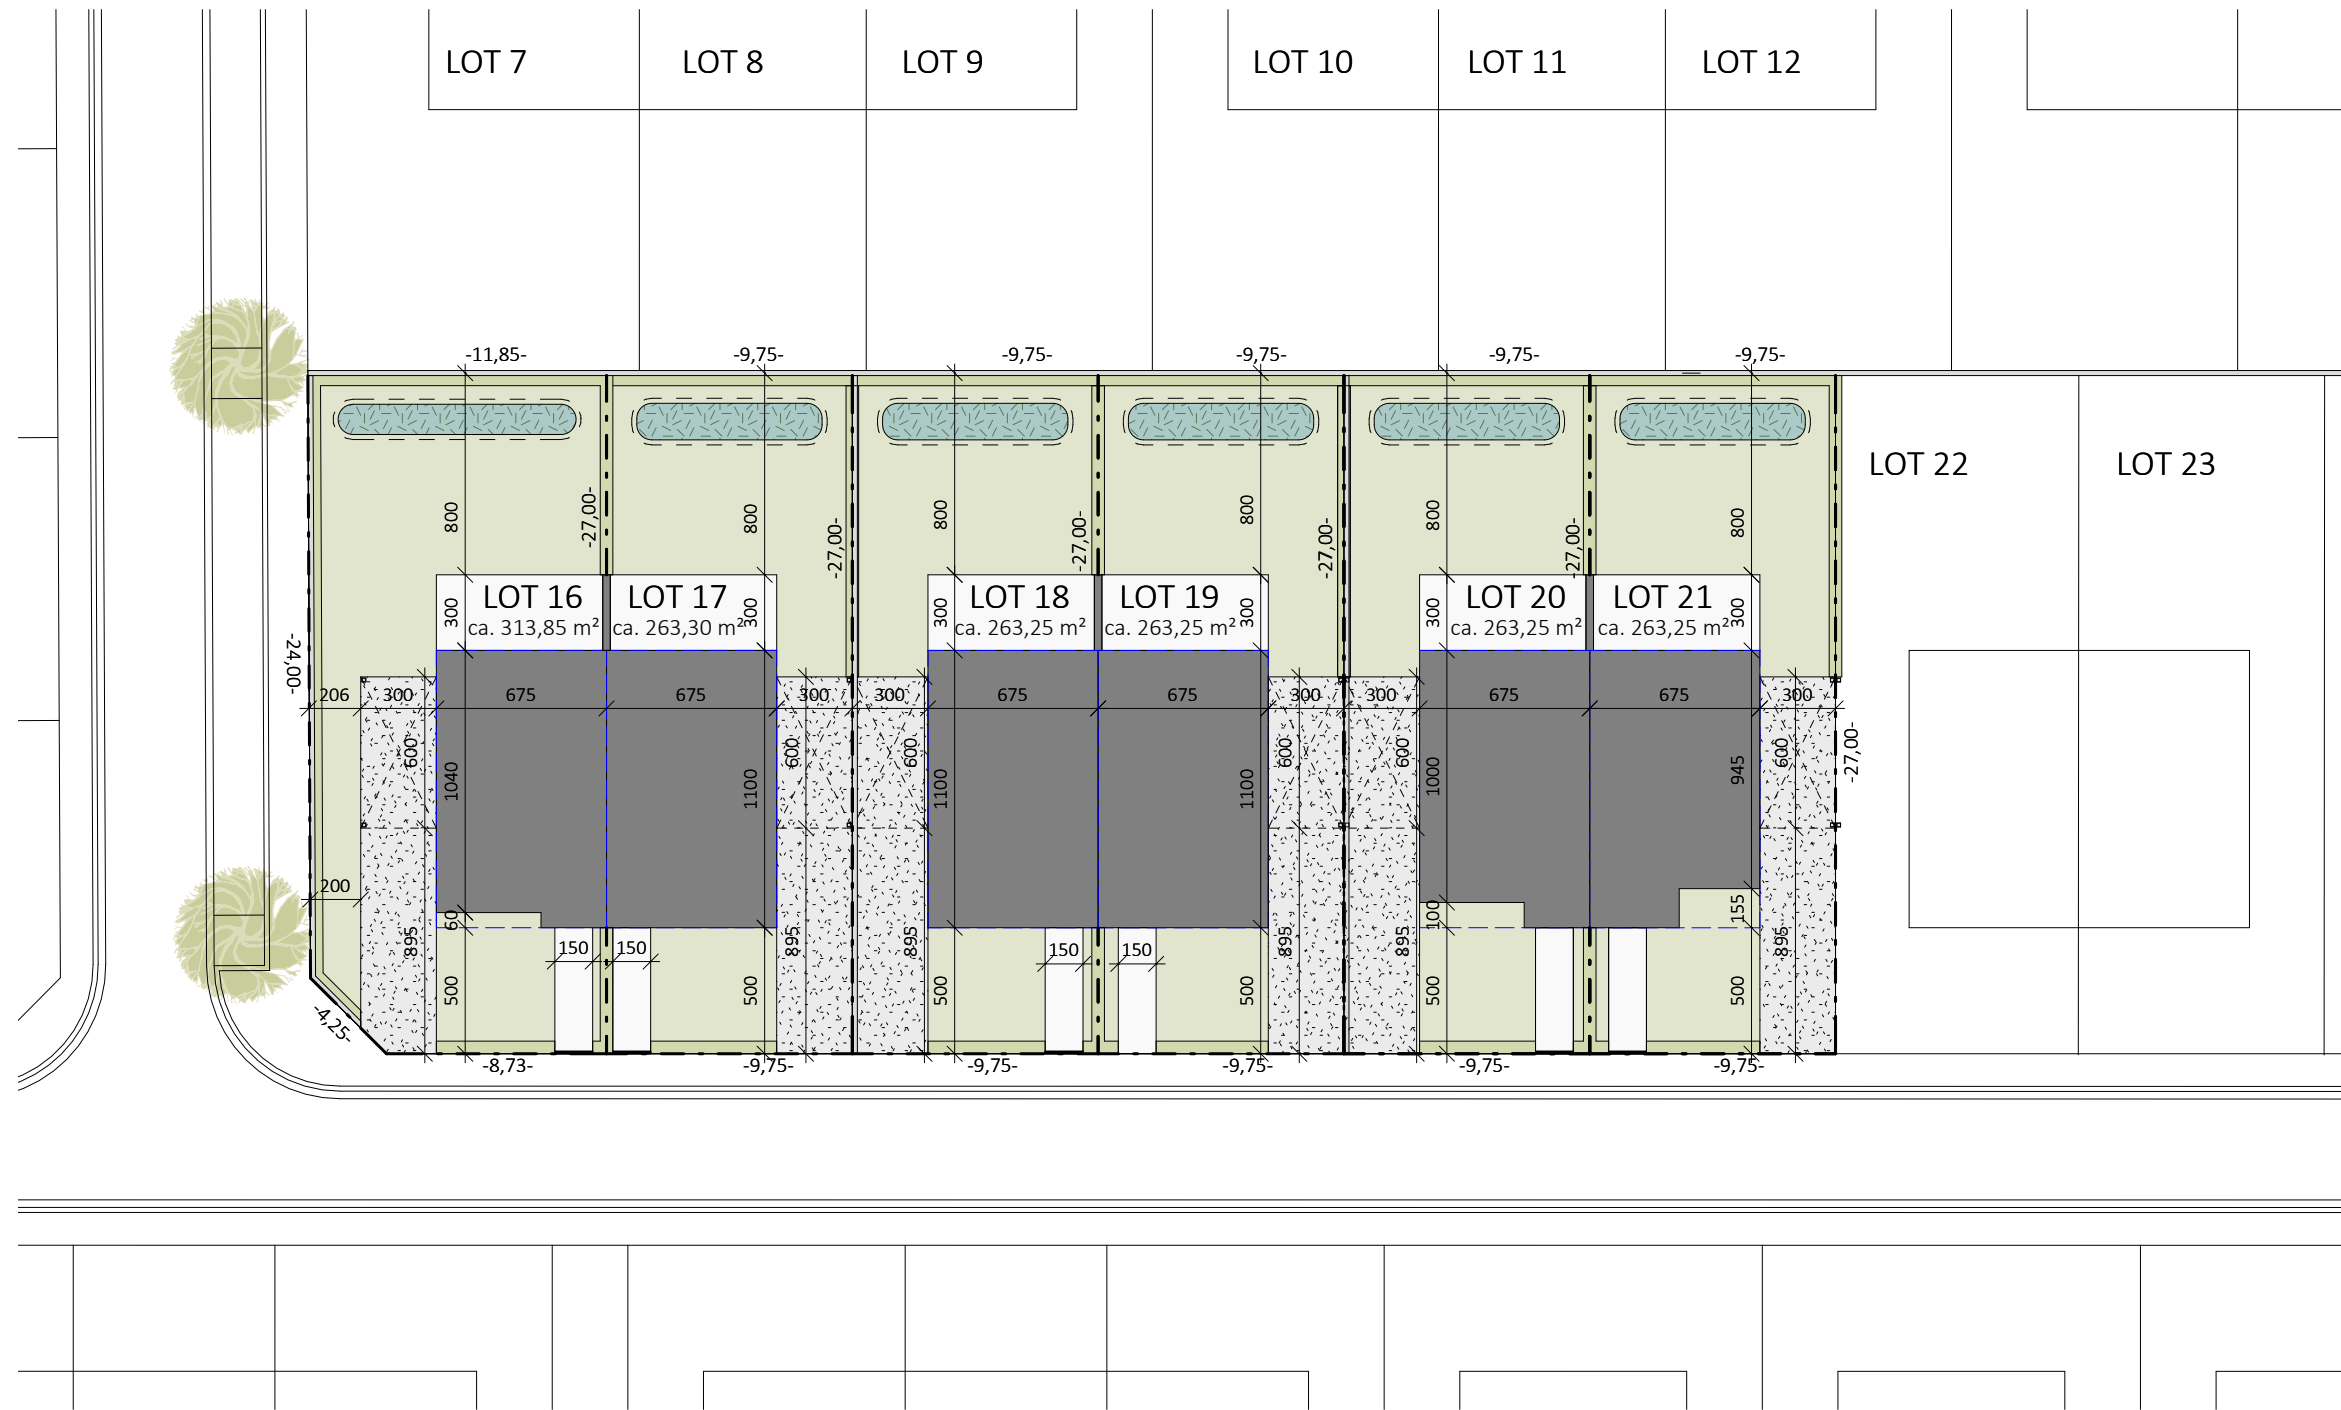 LOT 7 LOT 8 LOT 9 LOT 10 LOT 11 LOT 12
-11,85- -9,75- -9,75- -9,75- -9,75- -9,75-
LOT 22 LOT 23
800 -27,00- 800 -27,00- 800 -27,00- 800 -27,00- 800 -27,00- 800
LOT 16 LOT 17 LOT 18 LOT 19 LOT 20 LOT 21
300 300 300 300 300 300
ca. 313,85 m² ca. 263,30 m² ca. 263,25 m² ca. 263,25 m² ca. 263,25 m² ca. 263,25 m²
-24,00-
206 300 675 675 300 300 675 675 300 300 675 675 300
600 1040 1100 600 600 1100 1100 600 600 1000 945 600 -27,00-
200
60 100 155
895 150 150 895 895 150 150 895 895 895
500 500 500 500 500 500
-4,25-
-8,73- -9,75- -9,75- -9,75- -9,75- -9,75-